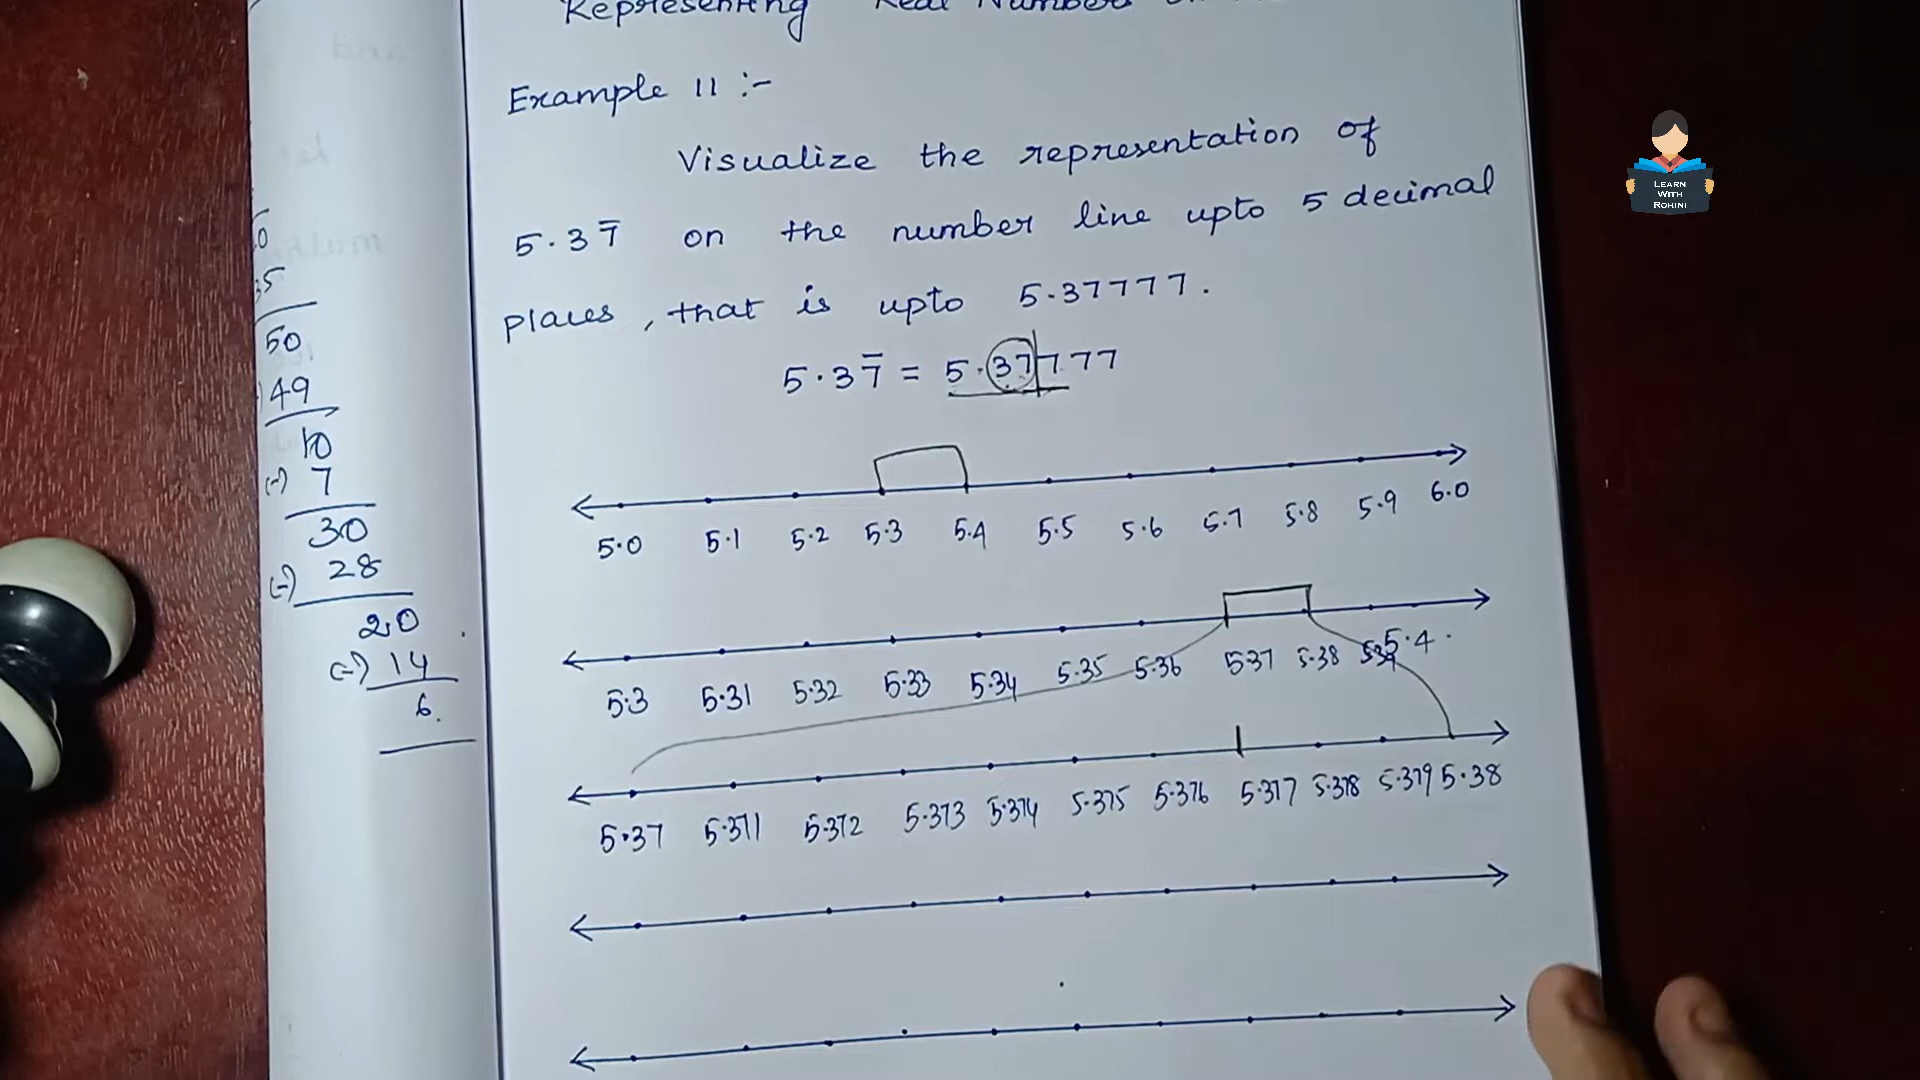 Representing Real Numbers
Example 11 :-
Visualize the representation of
5.37̅ on the number line upto 5 decimal
places, that is upto 5.37777.
5.37̅ = 5.37777
5.0 5.1 5.2 5.3 5.4 5.5 5.6 5.7 5.8 5.9 6.0
5.3 5.31 5.32 5.33 5.34 5.35 5.36 5.37 5.38 5.39 5.4
5.37 5.371 5.372 5.373 5.374 5.375 5.376 5.377 5.378 5.379 5.38
50
49
10
(-) 7
30
(-) 28
20
(-) 14
6.
LEARN
WITH
ROHINI